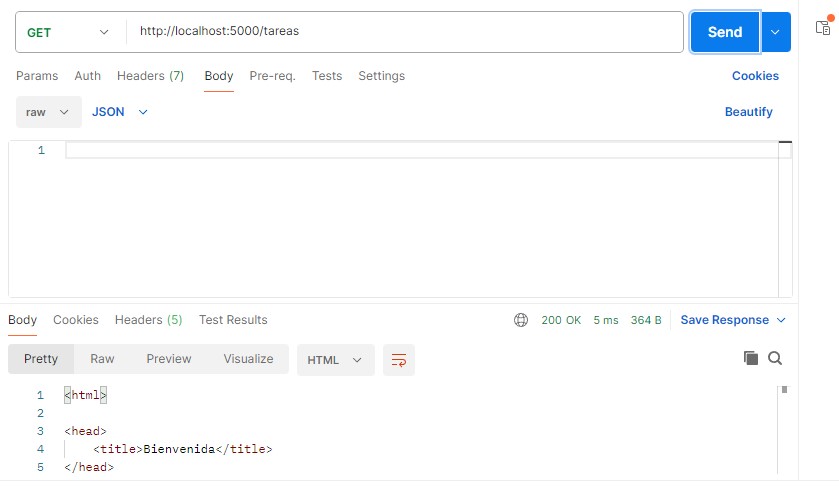 GET http://localhost:5000/tareas Send
Params Auth Headers (7) Body Pre-req. Tests Settings Cookies
raw JSON Beautify
1
Body Cookies Headers (5) Test Results 200 OK 5 ms 364 B Save Response
Pretty Raw Preview Visualize HTML
1 <html>
2
3 <head>
4 <title>Bienvenida</title>
5 </head>